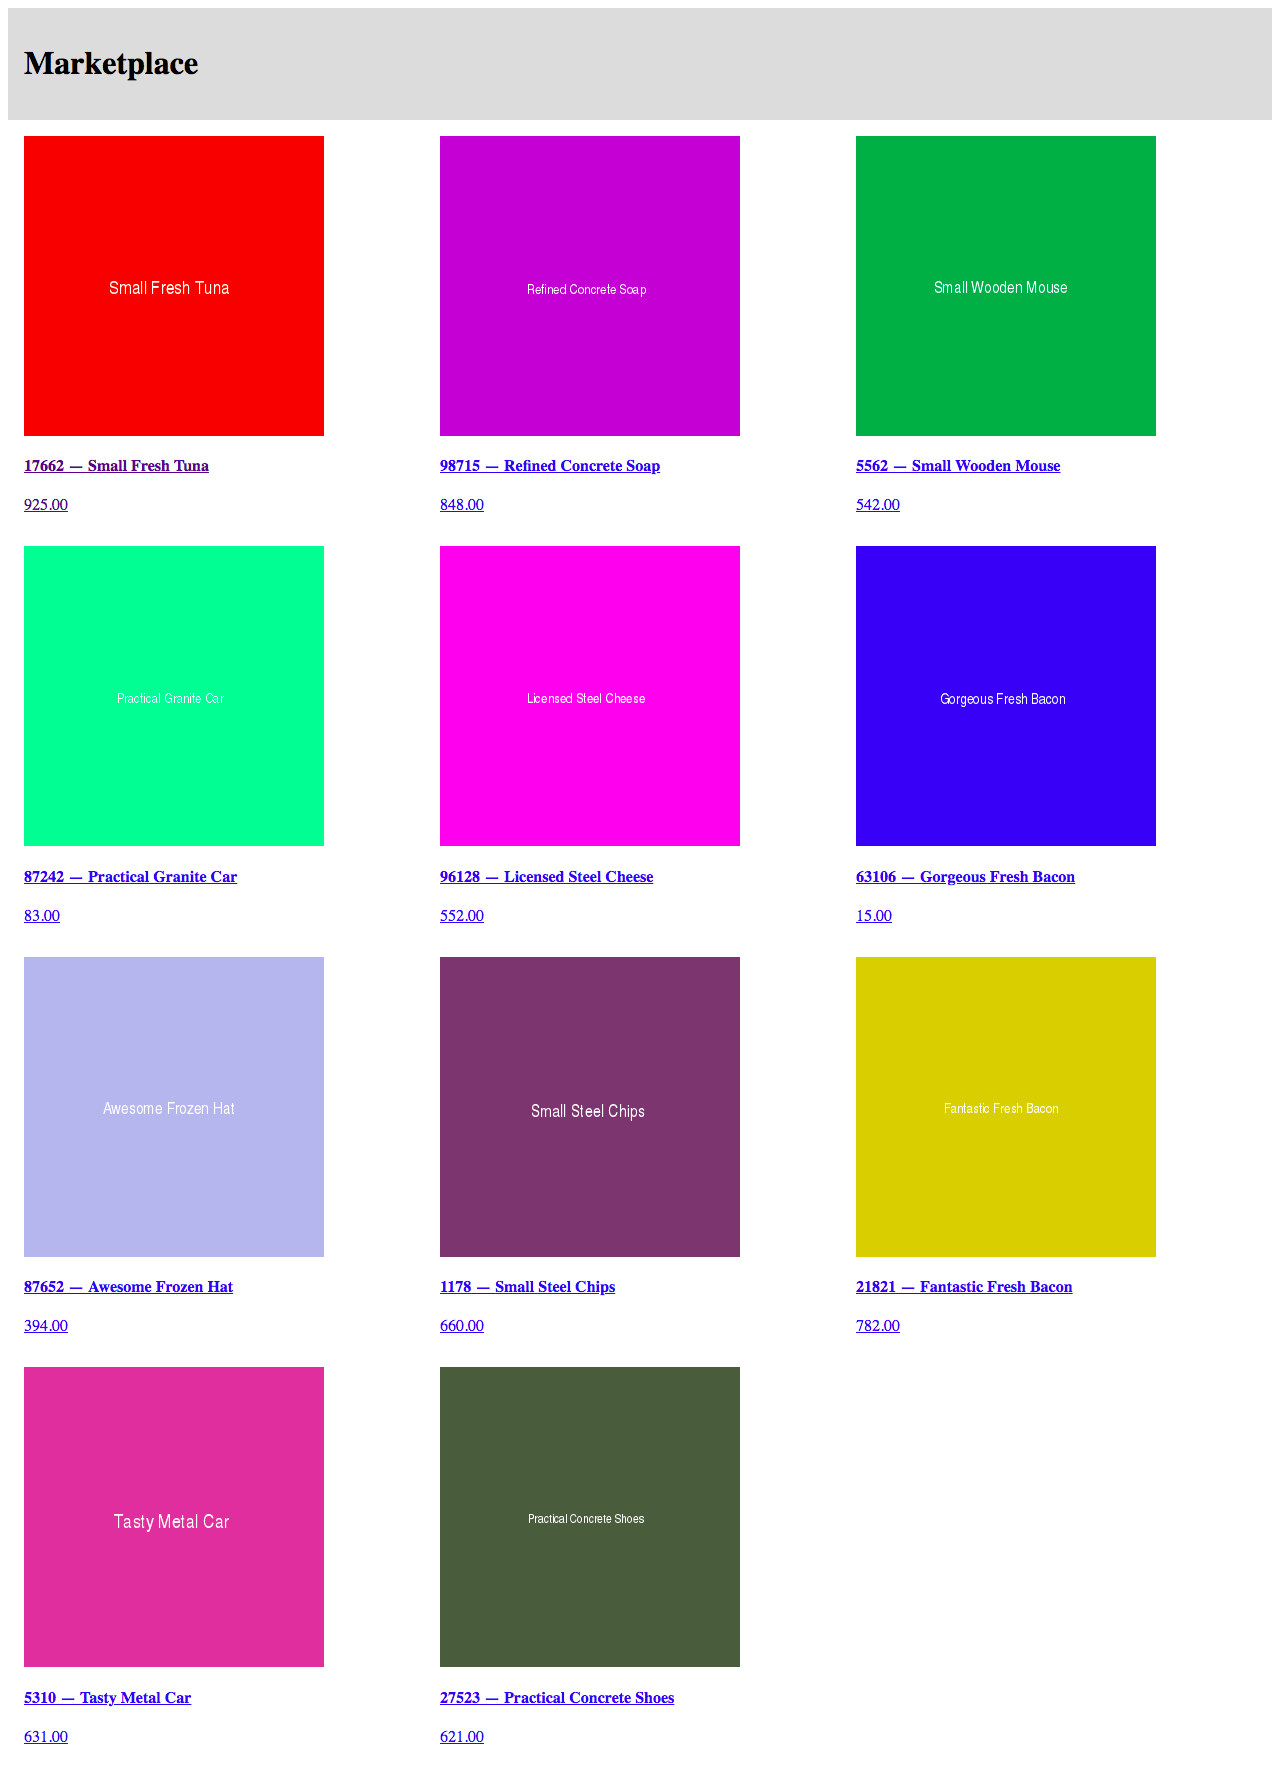 Marketplace
Small Fresh Tuna
Refined Concrete Soap
Small Wooden Mouse
17662 — Small Fresh Tuna
98715 — Refined Concrete Soap
5562 — Small Wooden Mouse
925.00
848.00
542.00
Practical Granite Car
Licensed Steel Cheese
Gorgeous Fresh Bacon
87242 — Practical Granite Car
96128 — Licensed Steel Cheese
63106 — Gorgeous Fresh Bacon
83.00
552.00
15.00
Awesome Frozen Hat
Small Steel Chips
Fantastic Fresh Bacon
87652 — Awesome Frozen Hat
1178 — Small Steel Chips
21821 — Fantastic Fresh Bacon
394.00
660.00
782.00
Tasty Metal Car
Practical Concrete Shoes
5310 — Tasty Metal Car
27523 — Practical Concrete Shoes
631.00
621.00